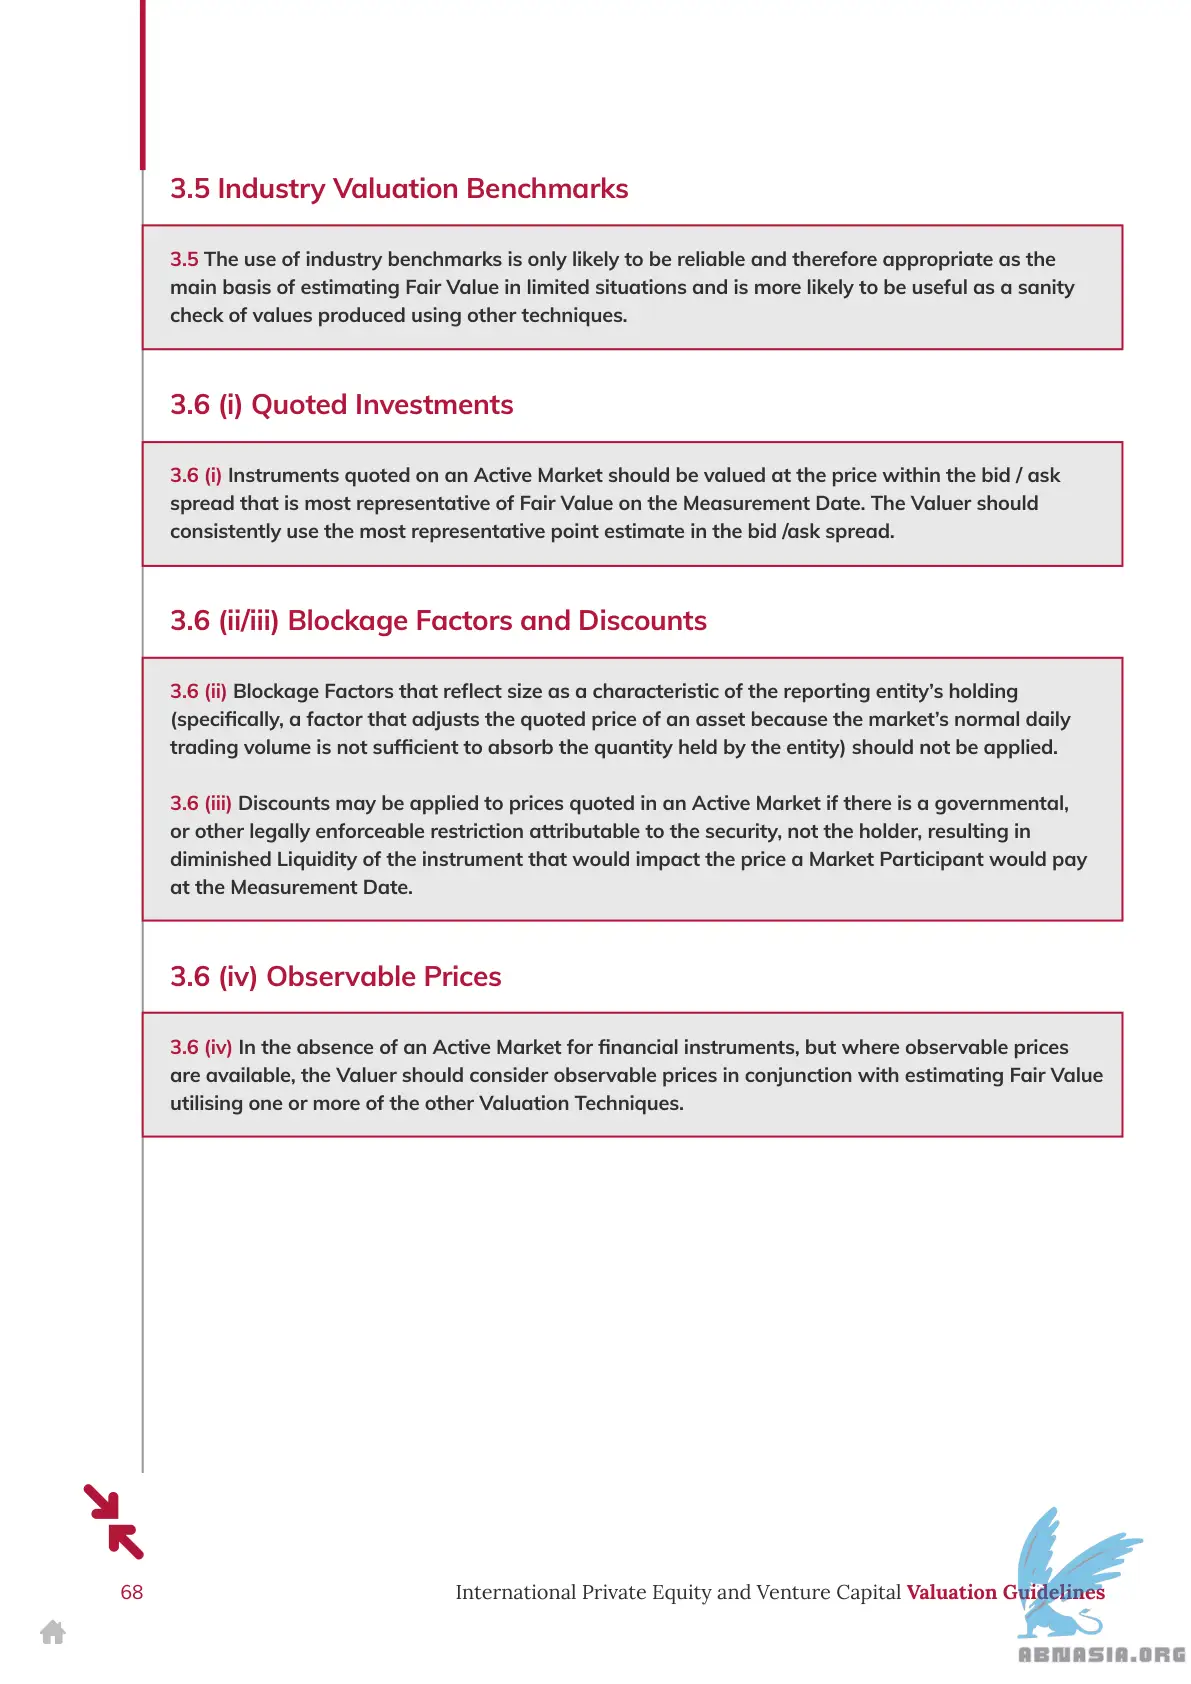 3.5 Industry Valuation Benchmarks
3.5 The use of industry benchmarks is only likely to be reliable and therefore appropriate as the
main basis of estimating Fair Value in limited situations and is more likely to be useful as a sanity
check of values produced using other techniques.
3.6 (i) Quoted Investments
3.6 (i) Instruments quoted on an Active Market should be valued at the price within the bid / ask
spread that is most representative of Fair Value on the Measurement Date. The Valuer should
consistently use the most representative point estimate in the bid /ask spread.
3.6 (ii/iii) Blockage Factors and Discounts
3.6 (ii) Blockage Factors that reflect size as a characteristic of the reporting entity’s holding
(specifically, a factor that adjusts the quoted price of an asset because the market’s normal daily
trading volume is not sufficient to absorb the quantity held by the entity) should not be applied.
3.6 (iii) Discounts may be applied to prices quoted in an Active Market if there is a governmental,
or other legally enforceable restriction attributable to the security, not the holder, resulting in
diminished Liquidity of the instrument that would impact the price a Market Participant would pay
at the Measurement Date.
3.6 (iv) Observable Prices
3.6 (iv) In the absence of an Active Market for financial instruments, but where observable prices
are available, the Valuer should consider observable prices in conjunction with estimating Fair Value
utilising one or more of the other Valuation Techniques.
68
International Private Equity and Venture Capital Valuation Guidelines
ABNASIA.ORG